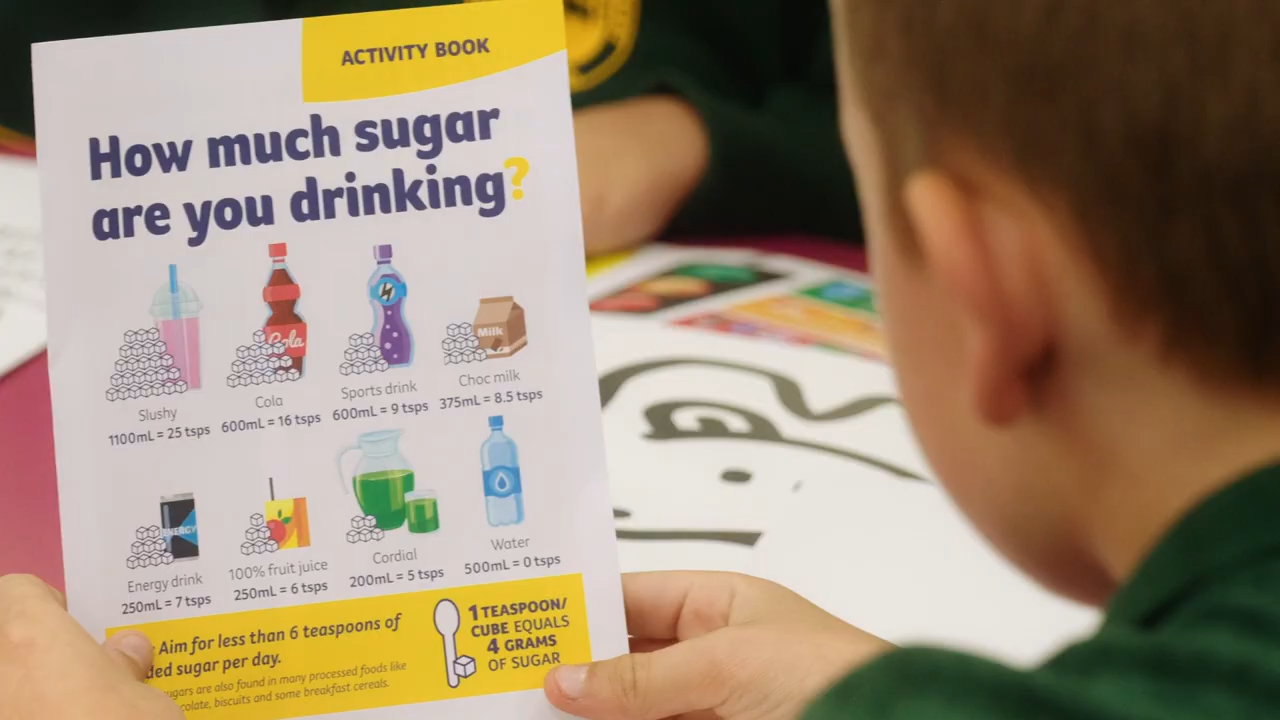 ACTIVITY BOOK
How much sugar
are you drinking?
Cola
Milk
Slushy
1100mL = 25 tsps
Cola
600mL = 16 tsps
Sports drink
600mL = 9 tsps
Choc milk
375mL = 8.5 tsps
ENERGY
Energy drink
250mL = 7 tsps
100% fruit juice
250mL = 6 tsps
Cordial
200mL = 5 tsps
Water
500mL = 0 tsps
Aim for less than 6 teaspoons of
sugar per day.
are also found in many processed foods like
biscuits and some breakfast cereals.
1 TEASPOON/
CUBE EQUALS
4 GRAMS
OF SUGAR